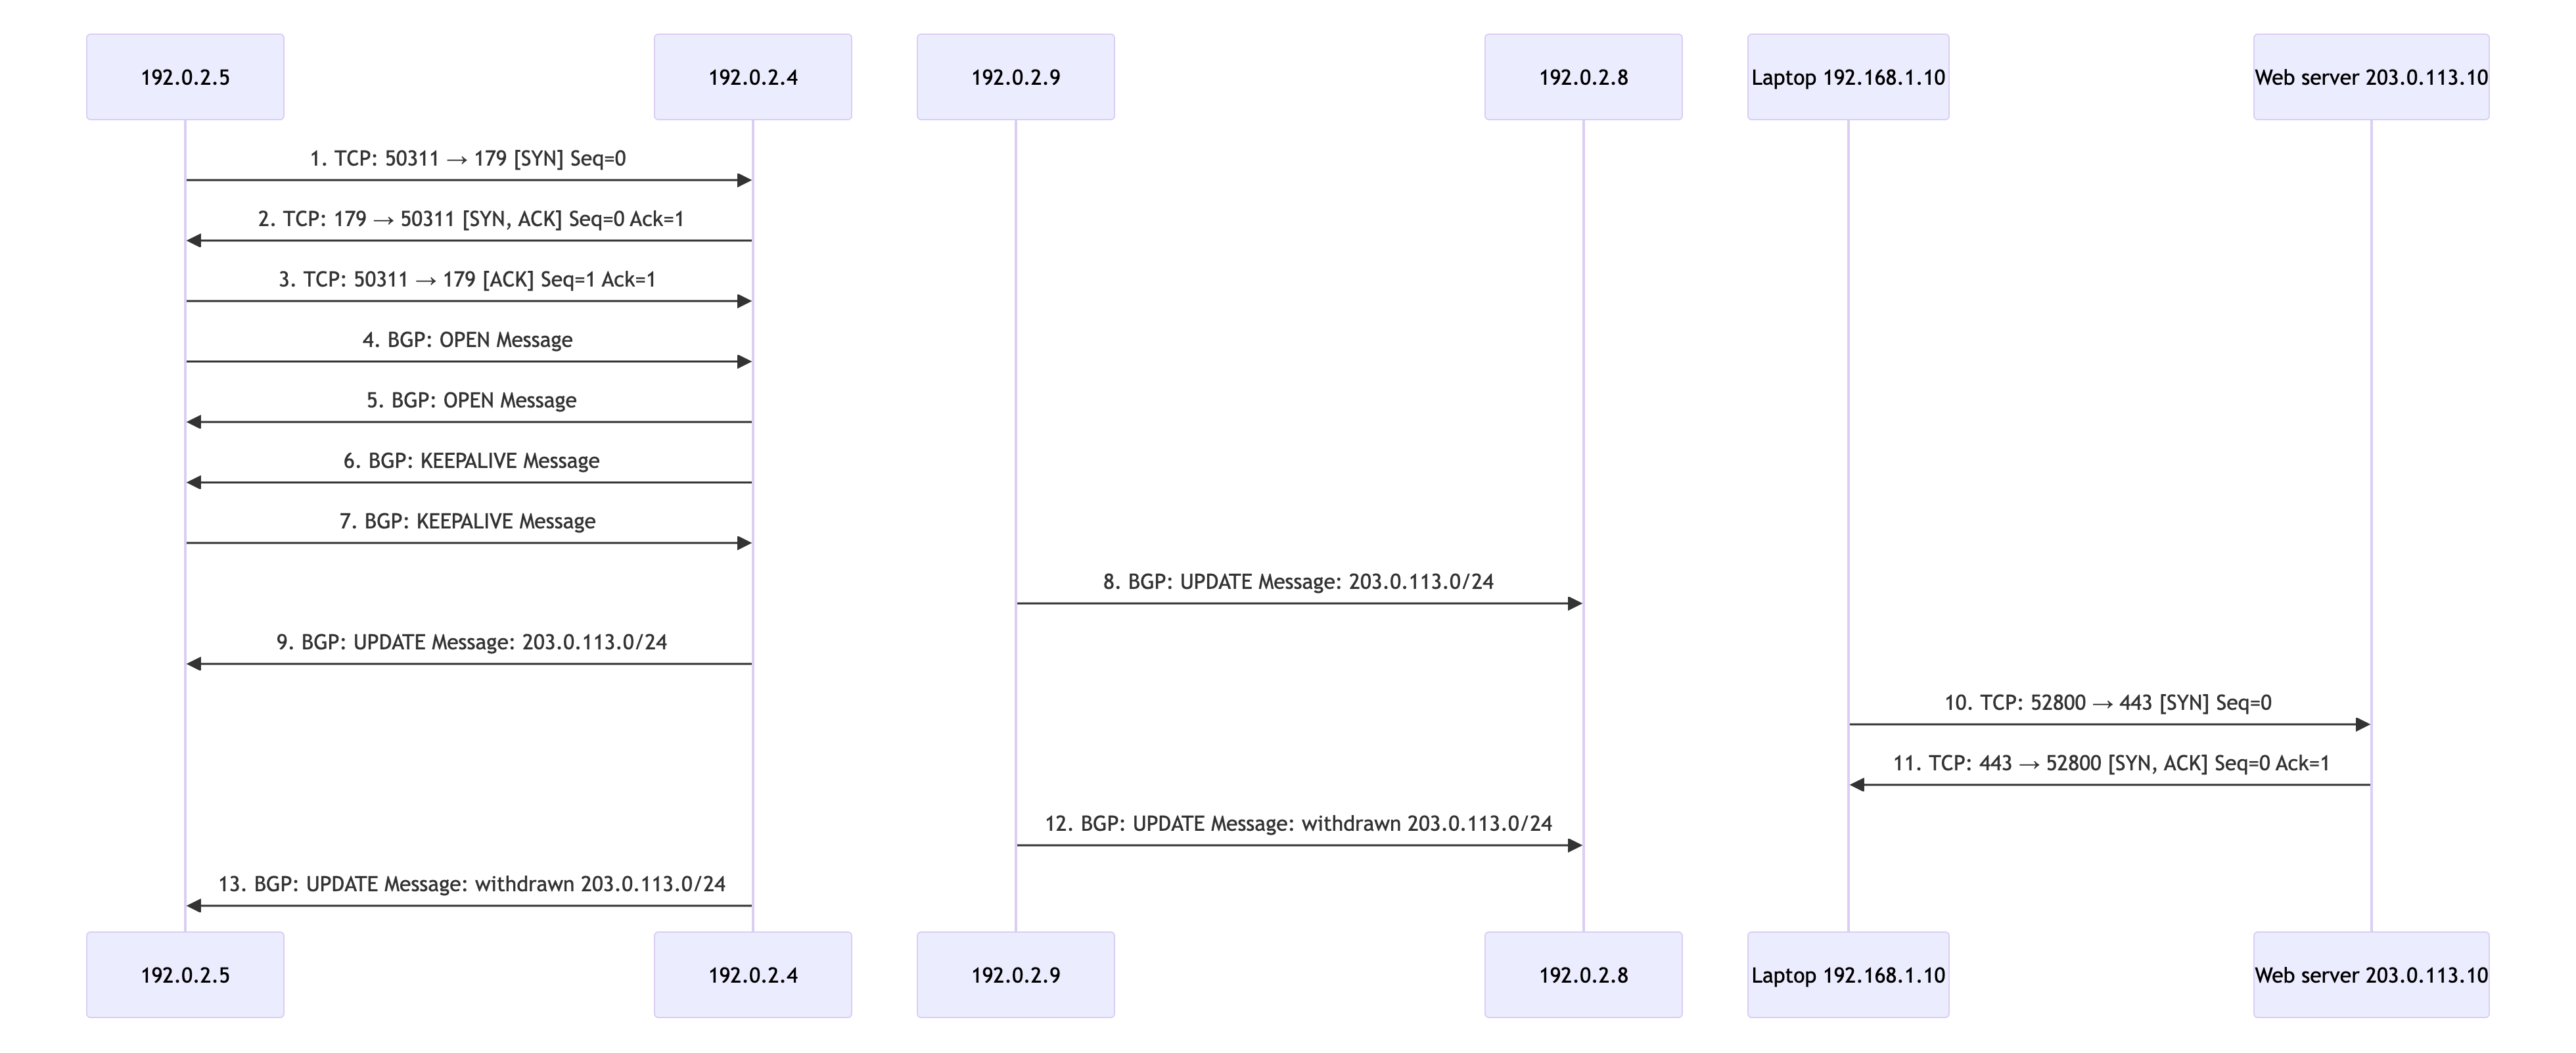 192.0.2.5
192.0.2.4
192.0.2.9
192.0.2.8
Laptop 192.168.1.10
Web server 203.0.113.10
1. TCP: 50311 → 179 [SYN] Seq=0
2. TCP: 179 → 50311 [SYN, ACK] Seq=0 Ack=1
3. TCP: 50311 → 179 [ACK] Seq=1 Ack=1
4. BGP: OPEN Message
5. BGP: OPEN Message
6. BGP: KEEPALIVE Message
7. BGP: KEEPALIVE Message
8. BGP: UPDATE Message: 203.0.113.0/24
9. BGP: UPDATE Message: 203.0.113.0/24
10. TCP: 52800 → 443 [SYN] Seq=0
11. TCP: 443 → 52800 [SYN, ACK] Seq=0 Ack=1
12. BGP: UPDATE Message: withdrawn 203.0.113.0/24
13. BGP: UPDATE Message: withdrawn 203.0.113.0/24
192.0.2.5
192.0.2.4
192.0.2.9
192.0.2.8
Laptop 192.168.1.10
Web server 203.0.113.10